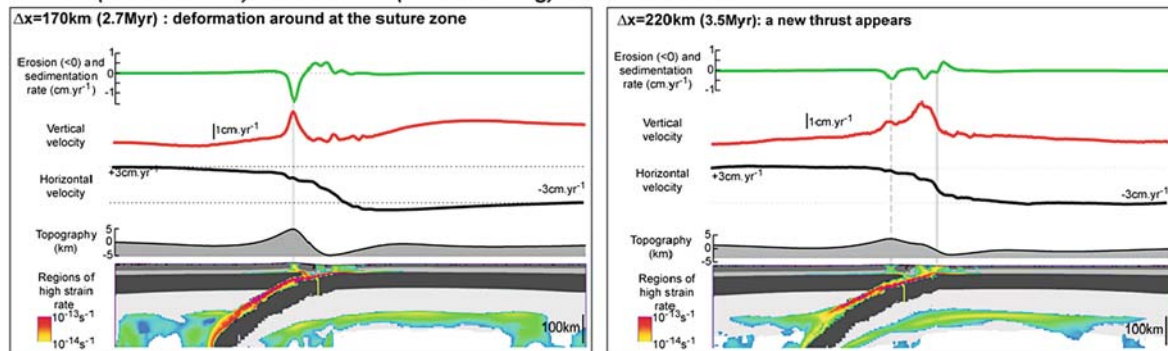 Δx=170km (2.7Myr) : deformation around at the suture zone
Erosion (<0) and
sedimentation
rate (cm.yr-1)
1
0
-1
Vertical
velocity
1cm.yr-1
Horizontal
velocity
+3cm.yr-1
-3cm.yr-1
Topography
(km)
5
-5
Regions of
high strain
rate
10-13s-1
10-14s-1
100km
Δx=220km (3.5Myr): a new thrust appears
Erosion (<0) and
sedimentation
rate (cm.yr-1)
1
0
-1
Vertical
velocity
1cm.yr-1
Horizontal
velocity
+3cm.yr-1
-3cm.yr-1
Topography
(km)
5
-5
Regions of
high strain
rate
10-13s-1
10-14s-1
100km